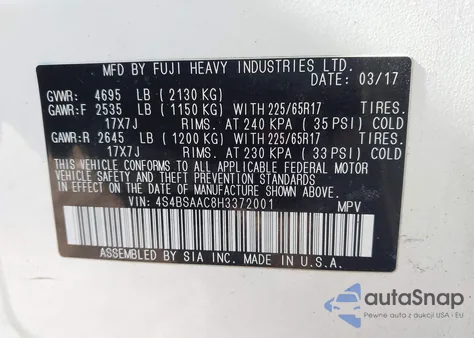 MFD BY FUJI HEAVY INDUSTRIES LTD.
DATE: 03/17
GVWR: 4695 LB (2130 KG)
GAWR:F 2535 LB (1150 KG) WITH 225/65R17 TIRES.
17X7J RIMS. AT 240 KPA (35 PSI) COLD
GAWR:R 2645 LB (1200 KG) WITH 225/65R17 TIRES.
17X7J RIMS. AT 230 KPA (33 PSI) COLD
THIS VEHICLE CONFORMS TO ALL APPLICABLE FEDERAL MOTOR
VEHICLE SAFETY AND THEFT PREVENTION STANDARDS
IN EFFECT ON THE DATE OF MANUFACTURE SHOWN ABOVE.
VIN: 4S4BSAAC8H3372001 MPV
ASSEMBLED BY SIA INC. MADE IN U.S.A.
autoSnap
Pewne auta z USA i EU